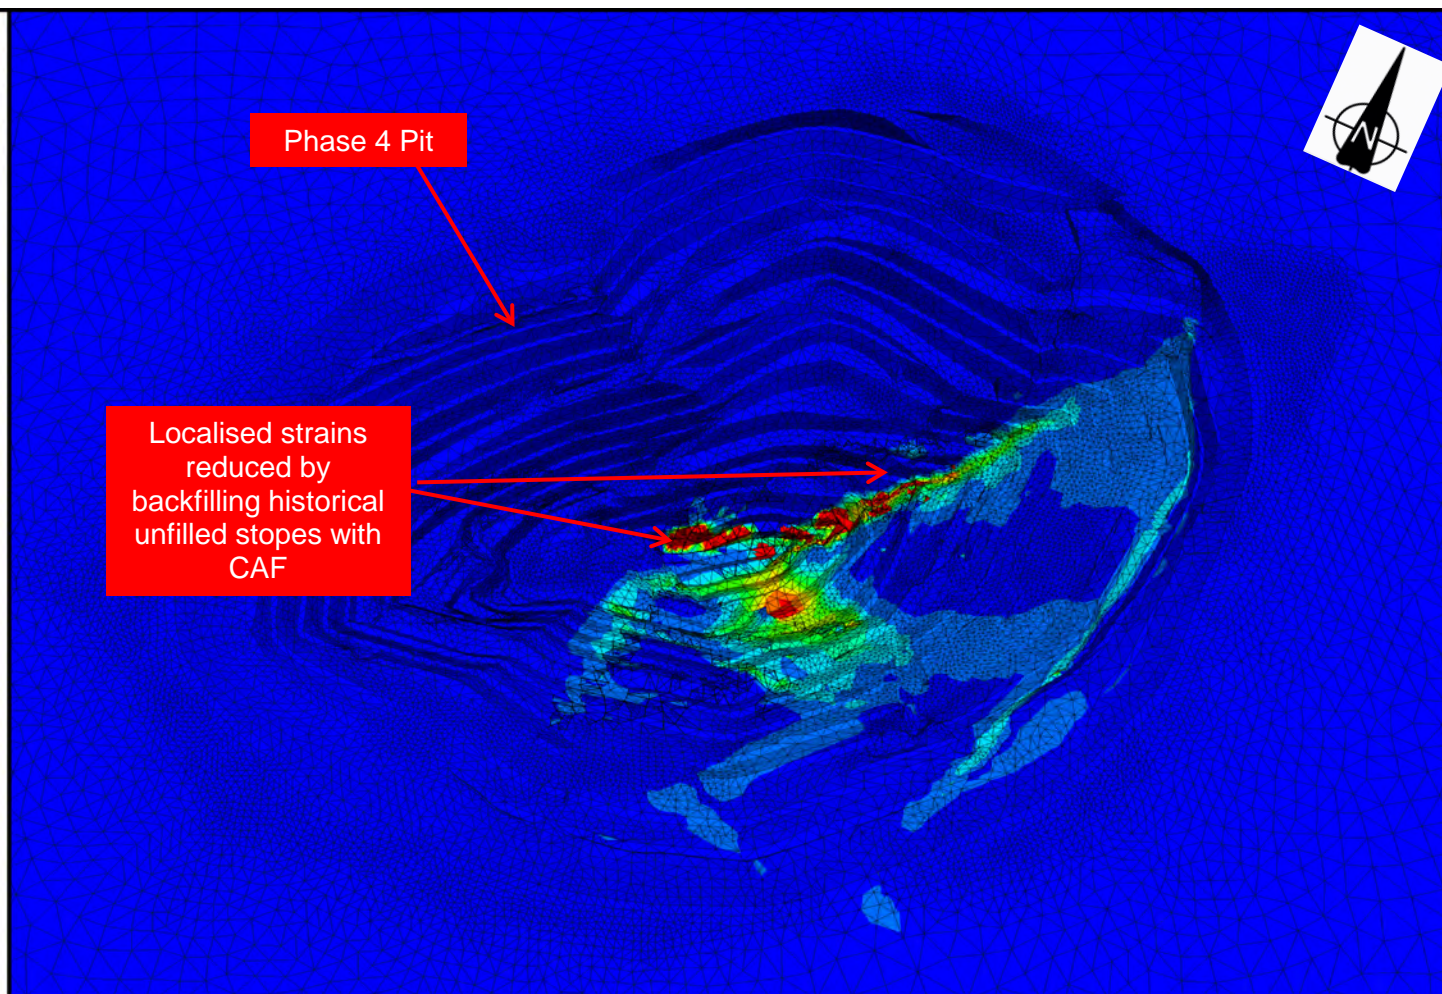 Phase 4 Pit
N
Localised strains
reduced by
backfilling historical
unfilled stopes with
CAF